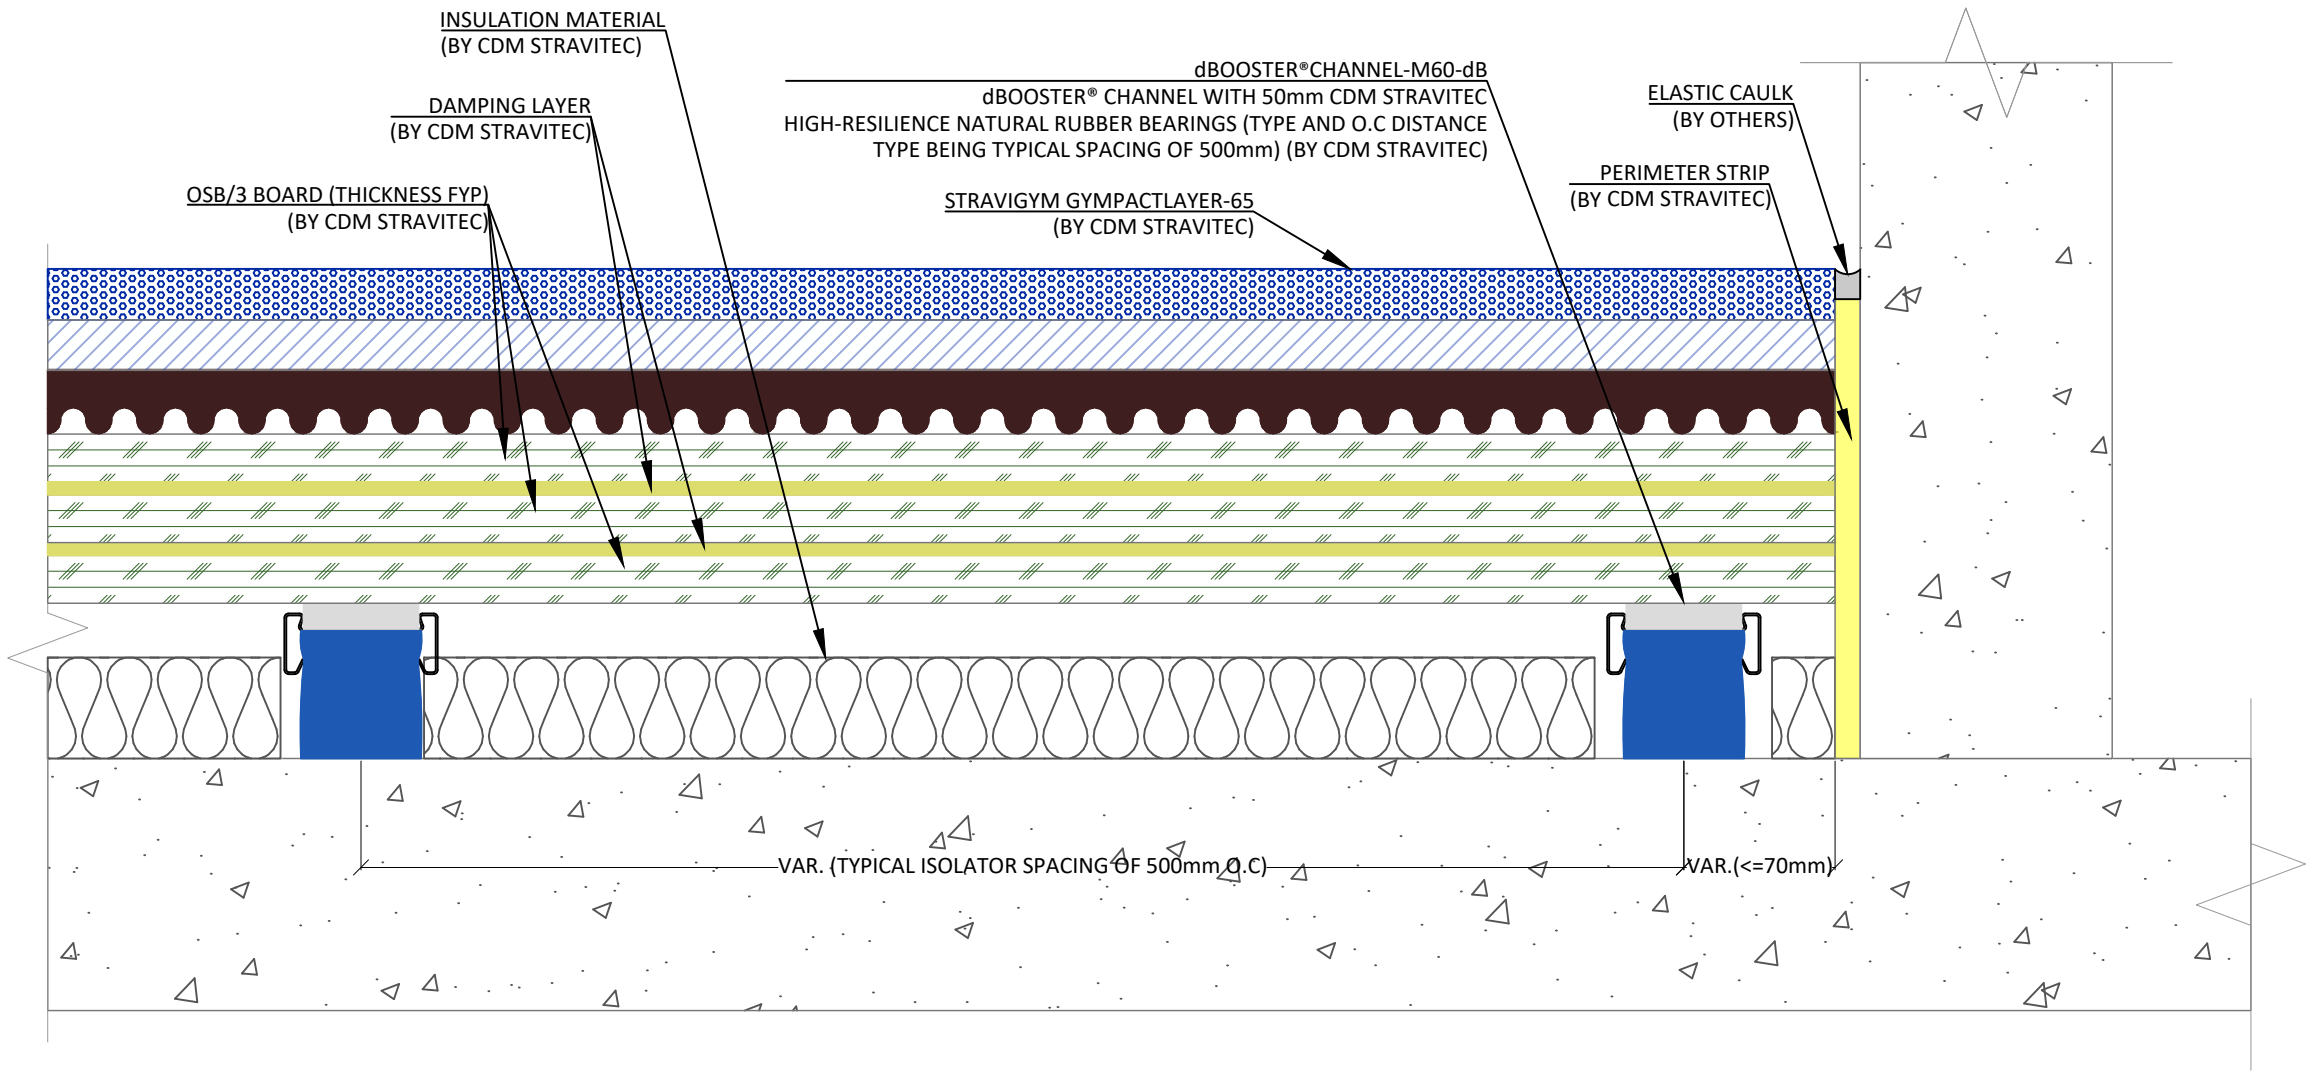 INSULATION MATERIAL
(BY CDM STRAVITEC)
dBOOSTER®CHANNEL-M60-dB
dBOOSTER® CHANNEL WITH 50mm CDM STRAVITEC
HIGH-RESILIENCE NATURAL RUBBER BEARINGS (TYPE AND O.C DISTANCE
TYPE BEING TYPICAL SPACING OF 500mm) (BY CDM STRAVITEC)
ELASTIC CAULK
(BY OTHERS)
DAMPING LAYER
(BY CDM STRAVITEC)
PERIMETER STRIP
(BY CDM STRAVITEC)
OSB/3 BOARD (THICKNESS FYP)
(BY CDM STRAVITEC)
STRAVIGYM GYMPACTLAYER-65
(BY CDM STRAVITEC)
VAR. (TYPICAL ISOLATOR SPACING OF 500mm O.C)
VAR.(<=70mm)